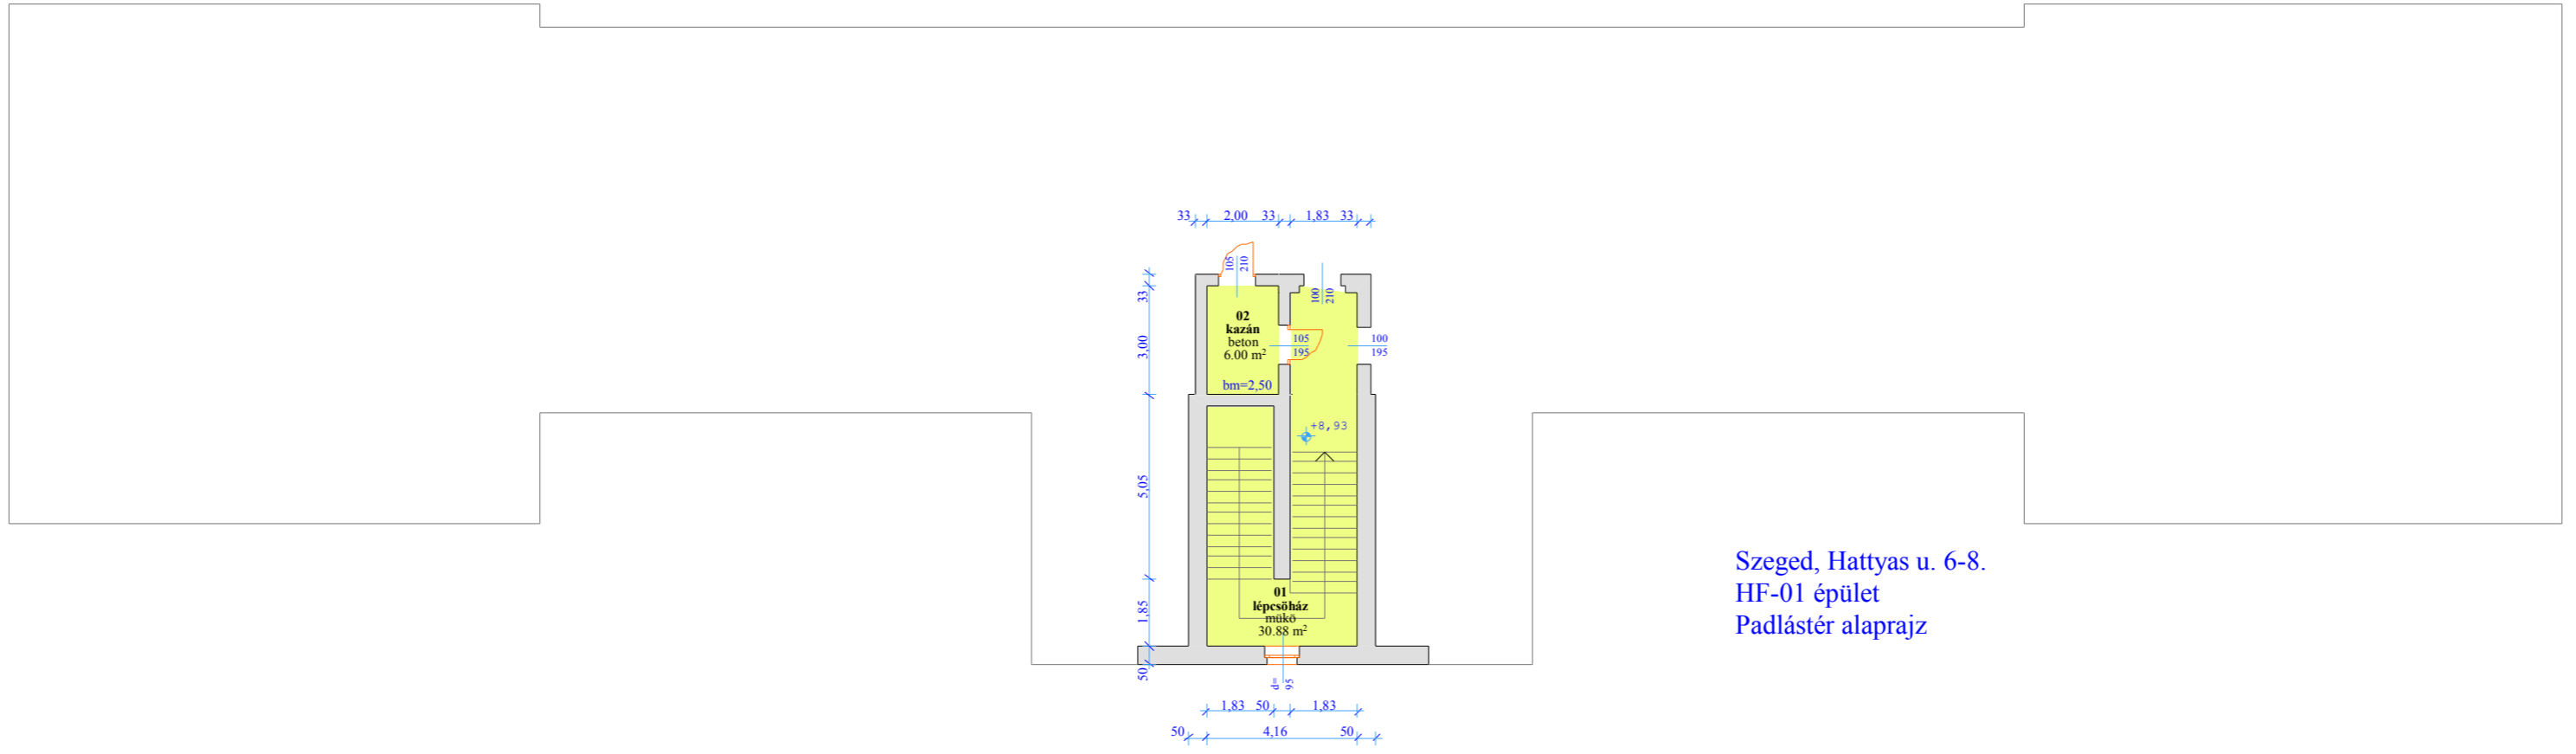 33 2,00 33 1,83 33
105
210
100
210
33
3,00
5,05
1,85
50
02
kazán
beton
6.00 m²
bm=2,50
105
195
100
195
+8,93
01
lépcsöház
mükö
30.88 m²
d=
95
1,83 50 1,83
50 4,16 50
Szeged, Hattyas u. 6-8.
HF-01 épület
Padlástér alaprajz